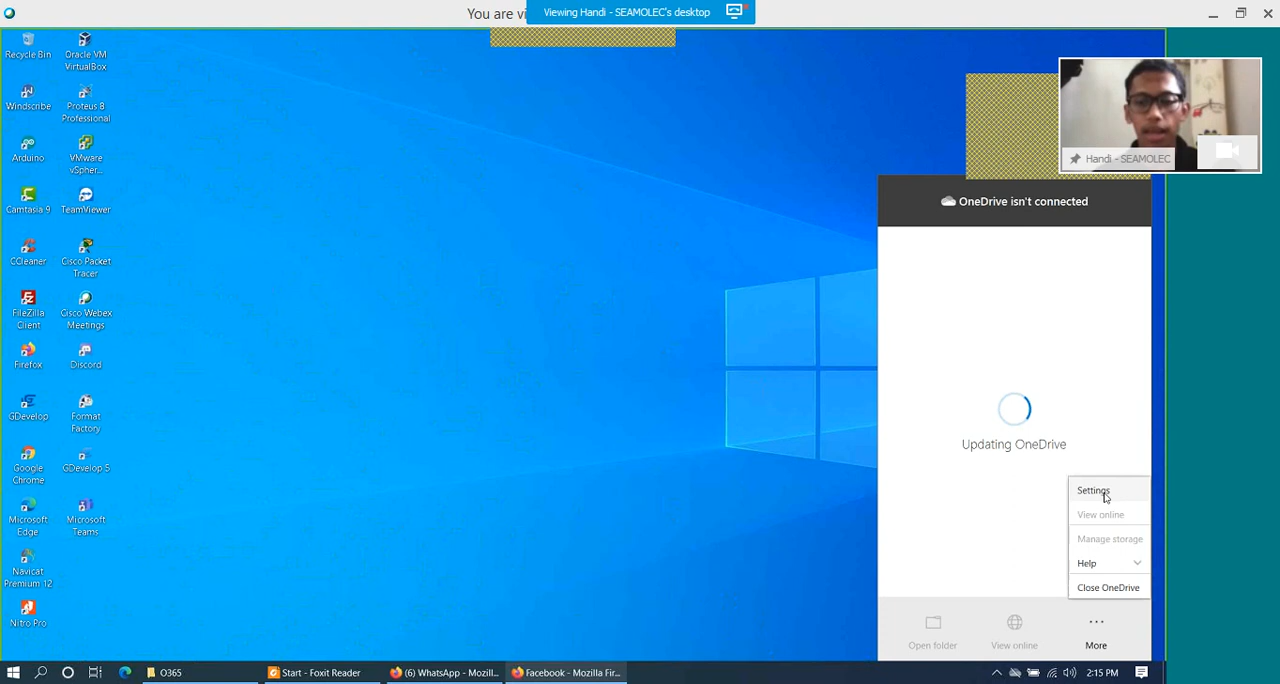 You are vi
Viewing Handi - SEAMOLEC's desktop
Recycle Bin
Oracle VM
VirtualBox
Windscribe
Proteus 8
Professional
Arduino
VMware
vSpher...
Camtasia 9
TeamViewer
CCleaner
Cisco Packet
Tracer
FileZilla
Client
Cisco Webex
Meetings
Firefox
Discord
GDevelop
Format
Factory
Google
Chrome
GDevelop 5
Microsoft
Edge
Microsoft
Teams
Navicat
Premium 12
Nitro Pro
Handi - SEAMOLEC
OneDrive isn't connected
Updating OneDrive
Settings
View online
Manage storage
Help
Close OneDrive
Open folder
View online
More
O365
Start - Foxit Reader
(6) WhatsApp - Mozill...
Facebook - Mozilla Fir...
2:15 PM